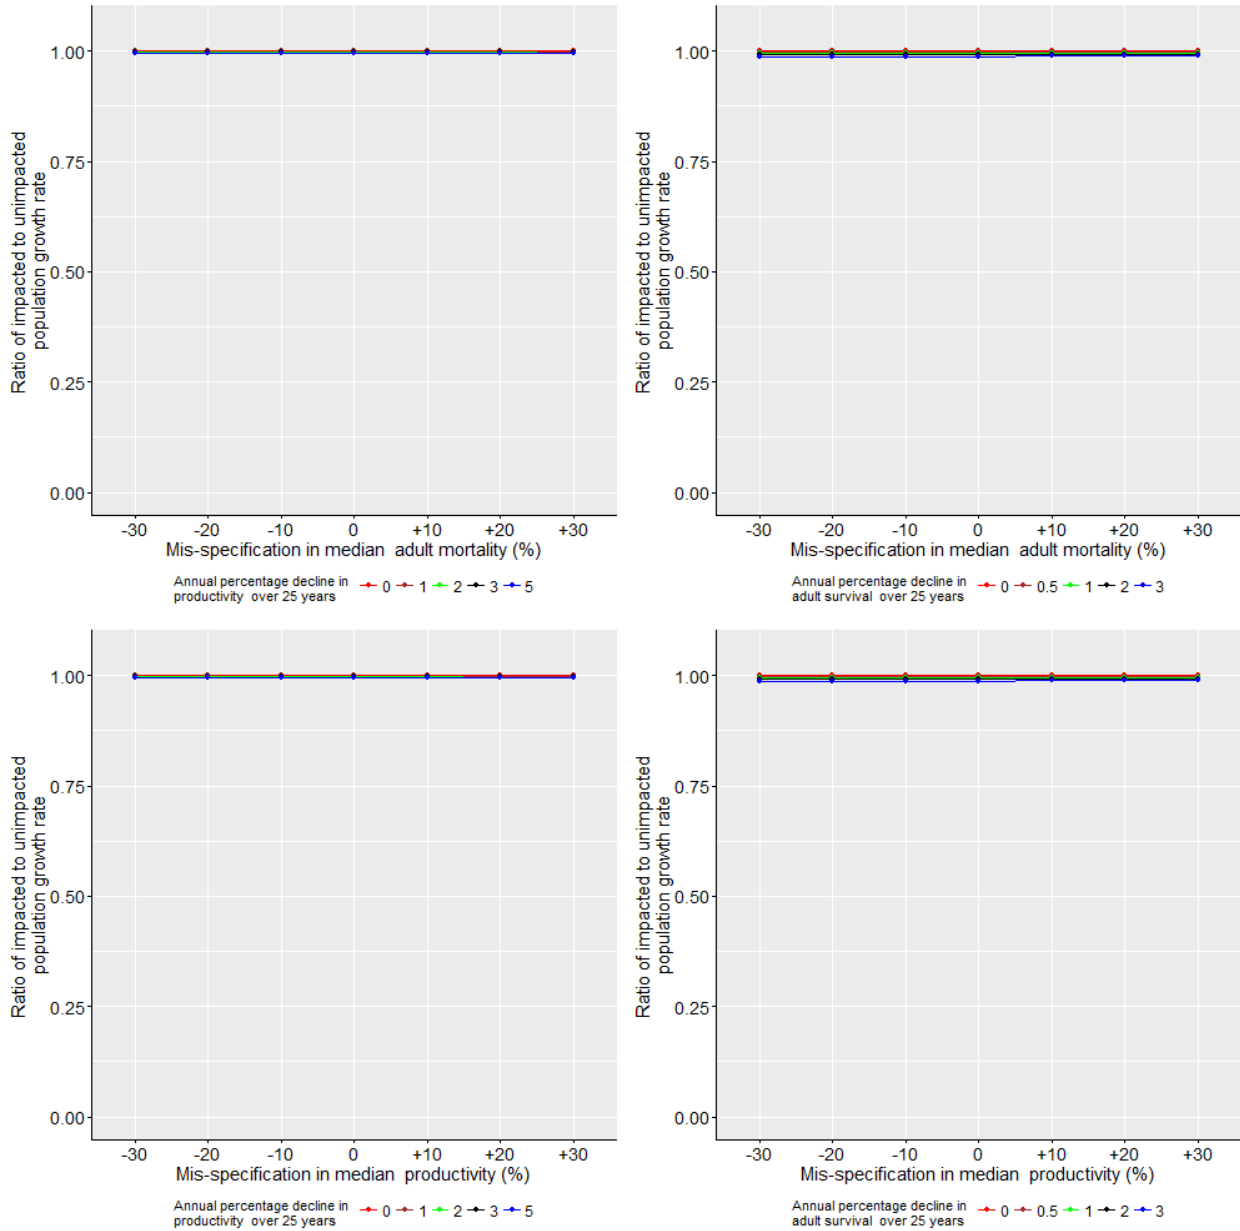 Ratio of impacted to unimpacted
population growth rate
1.00
0.75
0.50
0.25
0.00
-30 -20 -10 0 +10 +20 +30
Mis-specification in median adult mortality (%)
Annual percentage decline in
productivity over 25 years
0 1 2 3 5
Ratio of impacted to unimpacted
population growth rate
1.00
0.75
0.50
0.25
0.00
-30 -20 -10 0 +10 +20 +30
Mis-specification in median adult mortality (%)
Annual percentage decline in
adult survival over 25 years
0 0.5 1 2 3
Ratio of impacted to unimpacted
population growth rate
1.00
0.75
0.50
0.25
0.00
-30 -20 -10 0 +10 +20 +30
Mis-specification in median productivity (%)
Annual percentage decline in
productivity over 25 years
0 1 2 3 5
Ratio of impacted to unimpacted
population growth rate
1.00
0.75
0.50
0.25
0.00
-30 -20 -10 0 +10 +20 +30
Mis-specification in median productivity (%)
Annual percentage decline in
adult survival over 25 years
0 0.5 1 2 3